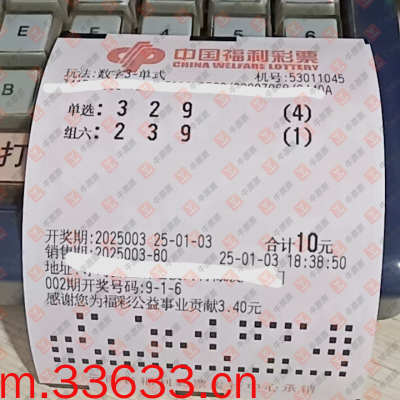 中国福利彩票
CHINA WELFARE LOTTERY
玩法:数字3-单式 机号:53011045
单选: 3 2 9 (4)
组六: 2 3 9 (1)
开奖期:2025003 25-01-03 合计10元
销售期:2025003-80 25-01-03 18:38:50
地址:
002期开奖号码:9-1-6
感谢您为福彩公益事业贡献3.40元
m.33633.cn